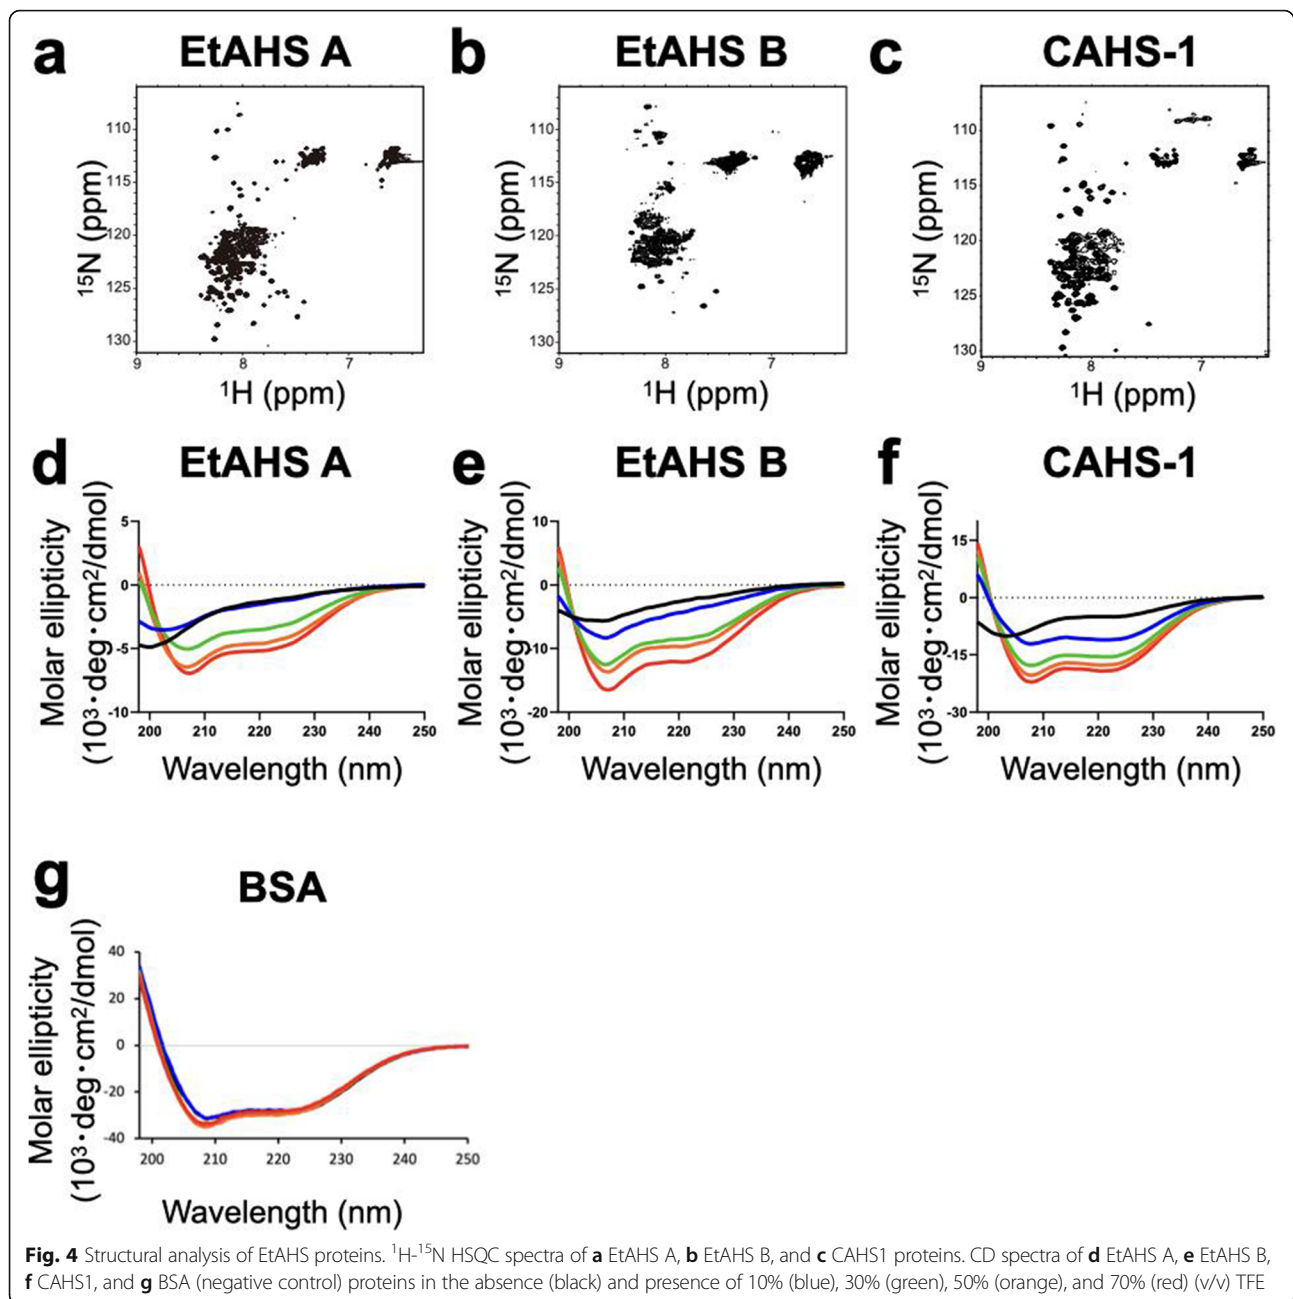 a EtAHS A
b EtAHS B
c CAHS-1
110
115
120
125
130
15N (ppm)
9 8 7
1H (ppm)
110
115
120
125
130
15N (ppm)
9 8 7
1H (ppm)
110
115
120
125
130
15N (ppm)
9 8 7
1H (ppm)
d EtAHS A
e EtAHS B
f CAHS-1
Molar ellipticity
(10³・deg・cm²/dmol)
5
0
-5
-10
200 210 220 230 240 250
Wavelength (nm)
Molar ellipticity
(10³・deg・cm²/dmol)
10
0
-10
-20
200 210 220 230 240 250
Wavelength (nm)
Molar ellipticity
(10³・deg・cm²/dmol)
15
0
-15
-30
200 210 220 230 240 250
Wavelength (nm)
g BSA
Molar ellipticity
(10³・deg・cm²/dmol)
40
20
0
-20
-40
200 210 220 230 240 250
Wavelength (nm)
Fig. 4 Structural analysis of EtAHS proteins. ¹H-¹⁵N HSQC spectra of a EtAHS A, b EtAHS B, and c CAHS1 proteins. CD spectra of d EtAHS A, e EtAHS B,
f CAHS1, and g BSA (negative control) proteins in the absence (black) and presence of 10% (blue), 30% (green), 50% (orange), and 70% (red) (v/v) TFE